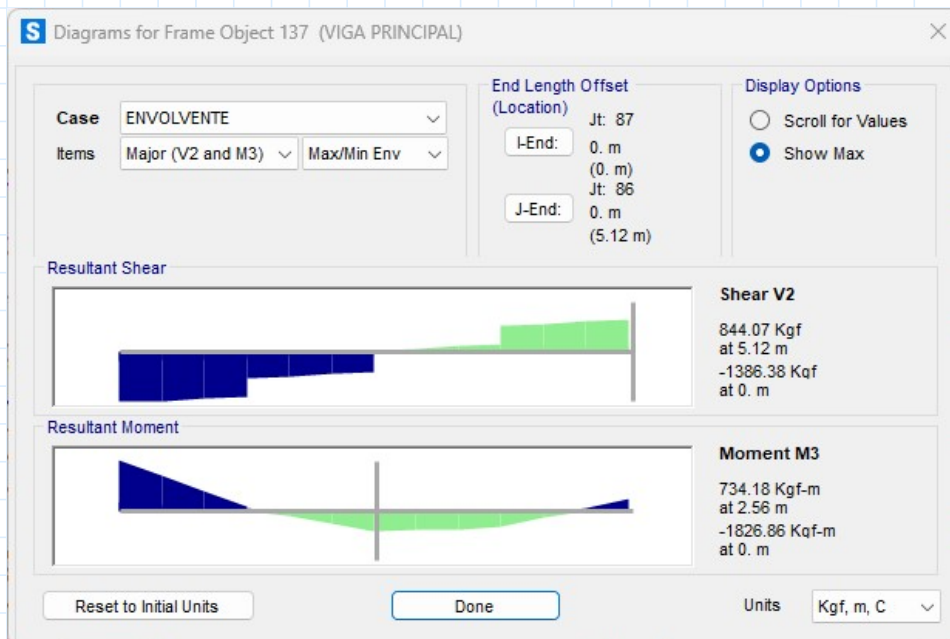 S Diagrams for Frame Object 137 (VIGA PRINCIPAL)
Case ENVOLVENTE
Items Major (V2 and M3) Max/Min Env
End Length Offset
(Location)
I-End:
Jt: 87
0. m
(0. m)
J-End:
Jt: 86
0. m
(5.12 m)
Display Options
Scroll for Values
Show Max
Resultant Shear
Shear V2
844.07 Kgf
at 5.12 m
-1386.38 Kgf
at 0. m
Resultant Moment
Moment M3
734.18 Kgf-m
at 2.56 m
-1826.86 Kgf-m
at 0. m
Reset to Initial Units
Done
Units Kgf, m, C